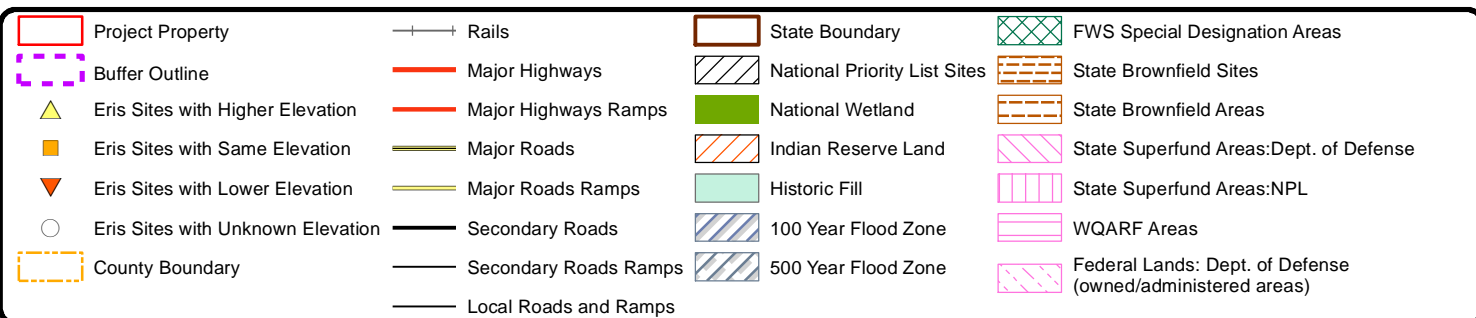 Project Property
Buffer Outline
Eris Sites with Higher Elevation
Eris Sites with Same Elevation
Eris Sites with Lower Elevation
Eris Sites with Unknown Elevation
County Boundary
Rails
Major Highways
Major Highways Ramps
Major Roads
Major Roads Ramps
Secondary Roads
Secondary Roads Ramps
Local Roads and Ramps
State Boundary
National Priority List Sites
National Wetland
Indian Reserve Land
Historic Fill
100 Year Flood Zone
500 Year Flood Zone
FWS Special Designation Areas
State Brownfield Sites
State Brownfield Areas
State Superfund Areas:Dept. of Defense
State Superfund Areas:NPL
WQARF Areas
Federal Lands: Dept. of Defense
(owned/administered areas)